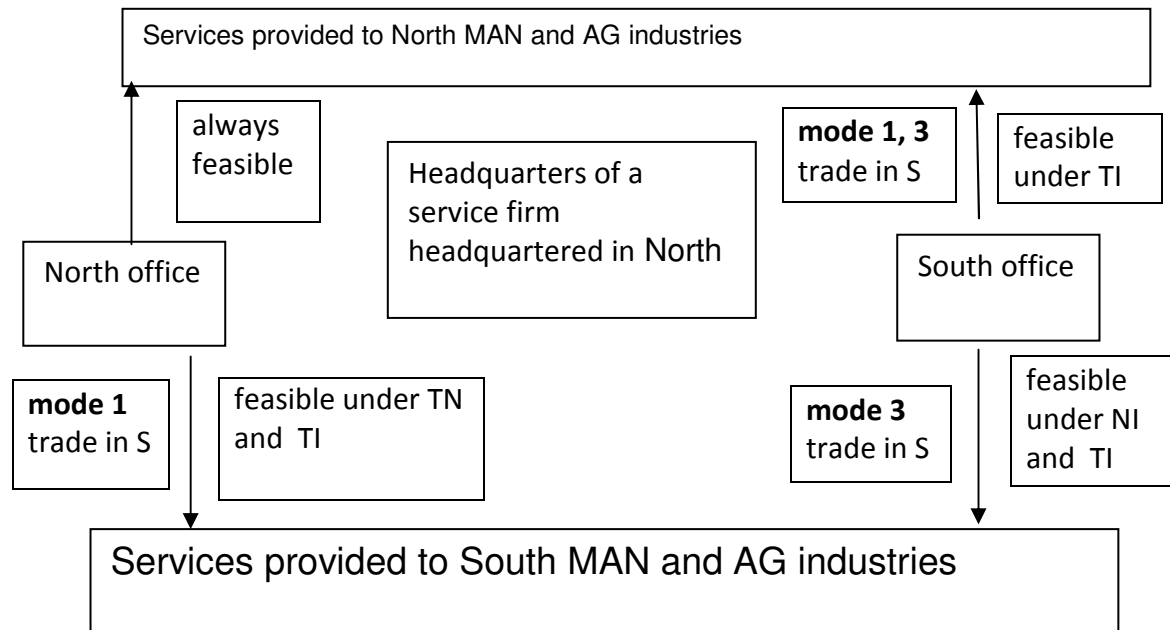 Services provided to North MAN and AG industries
always
feasible
mode 1, 3
trade in S
feasible
under TI
Headquarters of a
service firm
headquartered in North
North office
South office
mode 1
trade in S
feasible under TN
and TI
mode 3
trade in S
feasible
under NI
and TI
Services provided to South MAN and AG industries